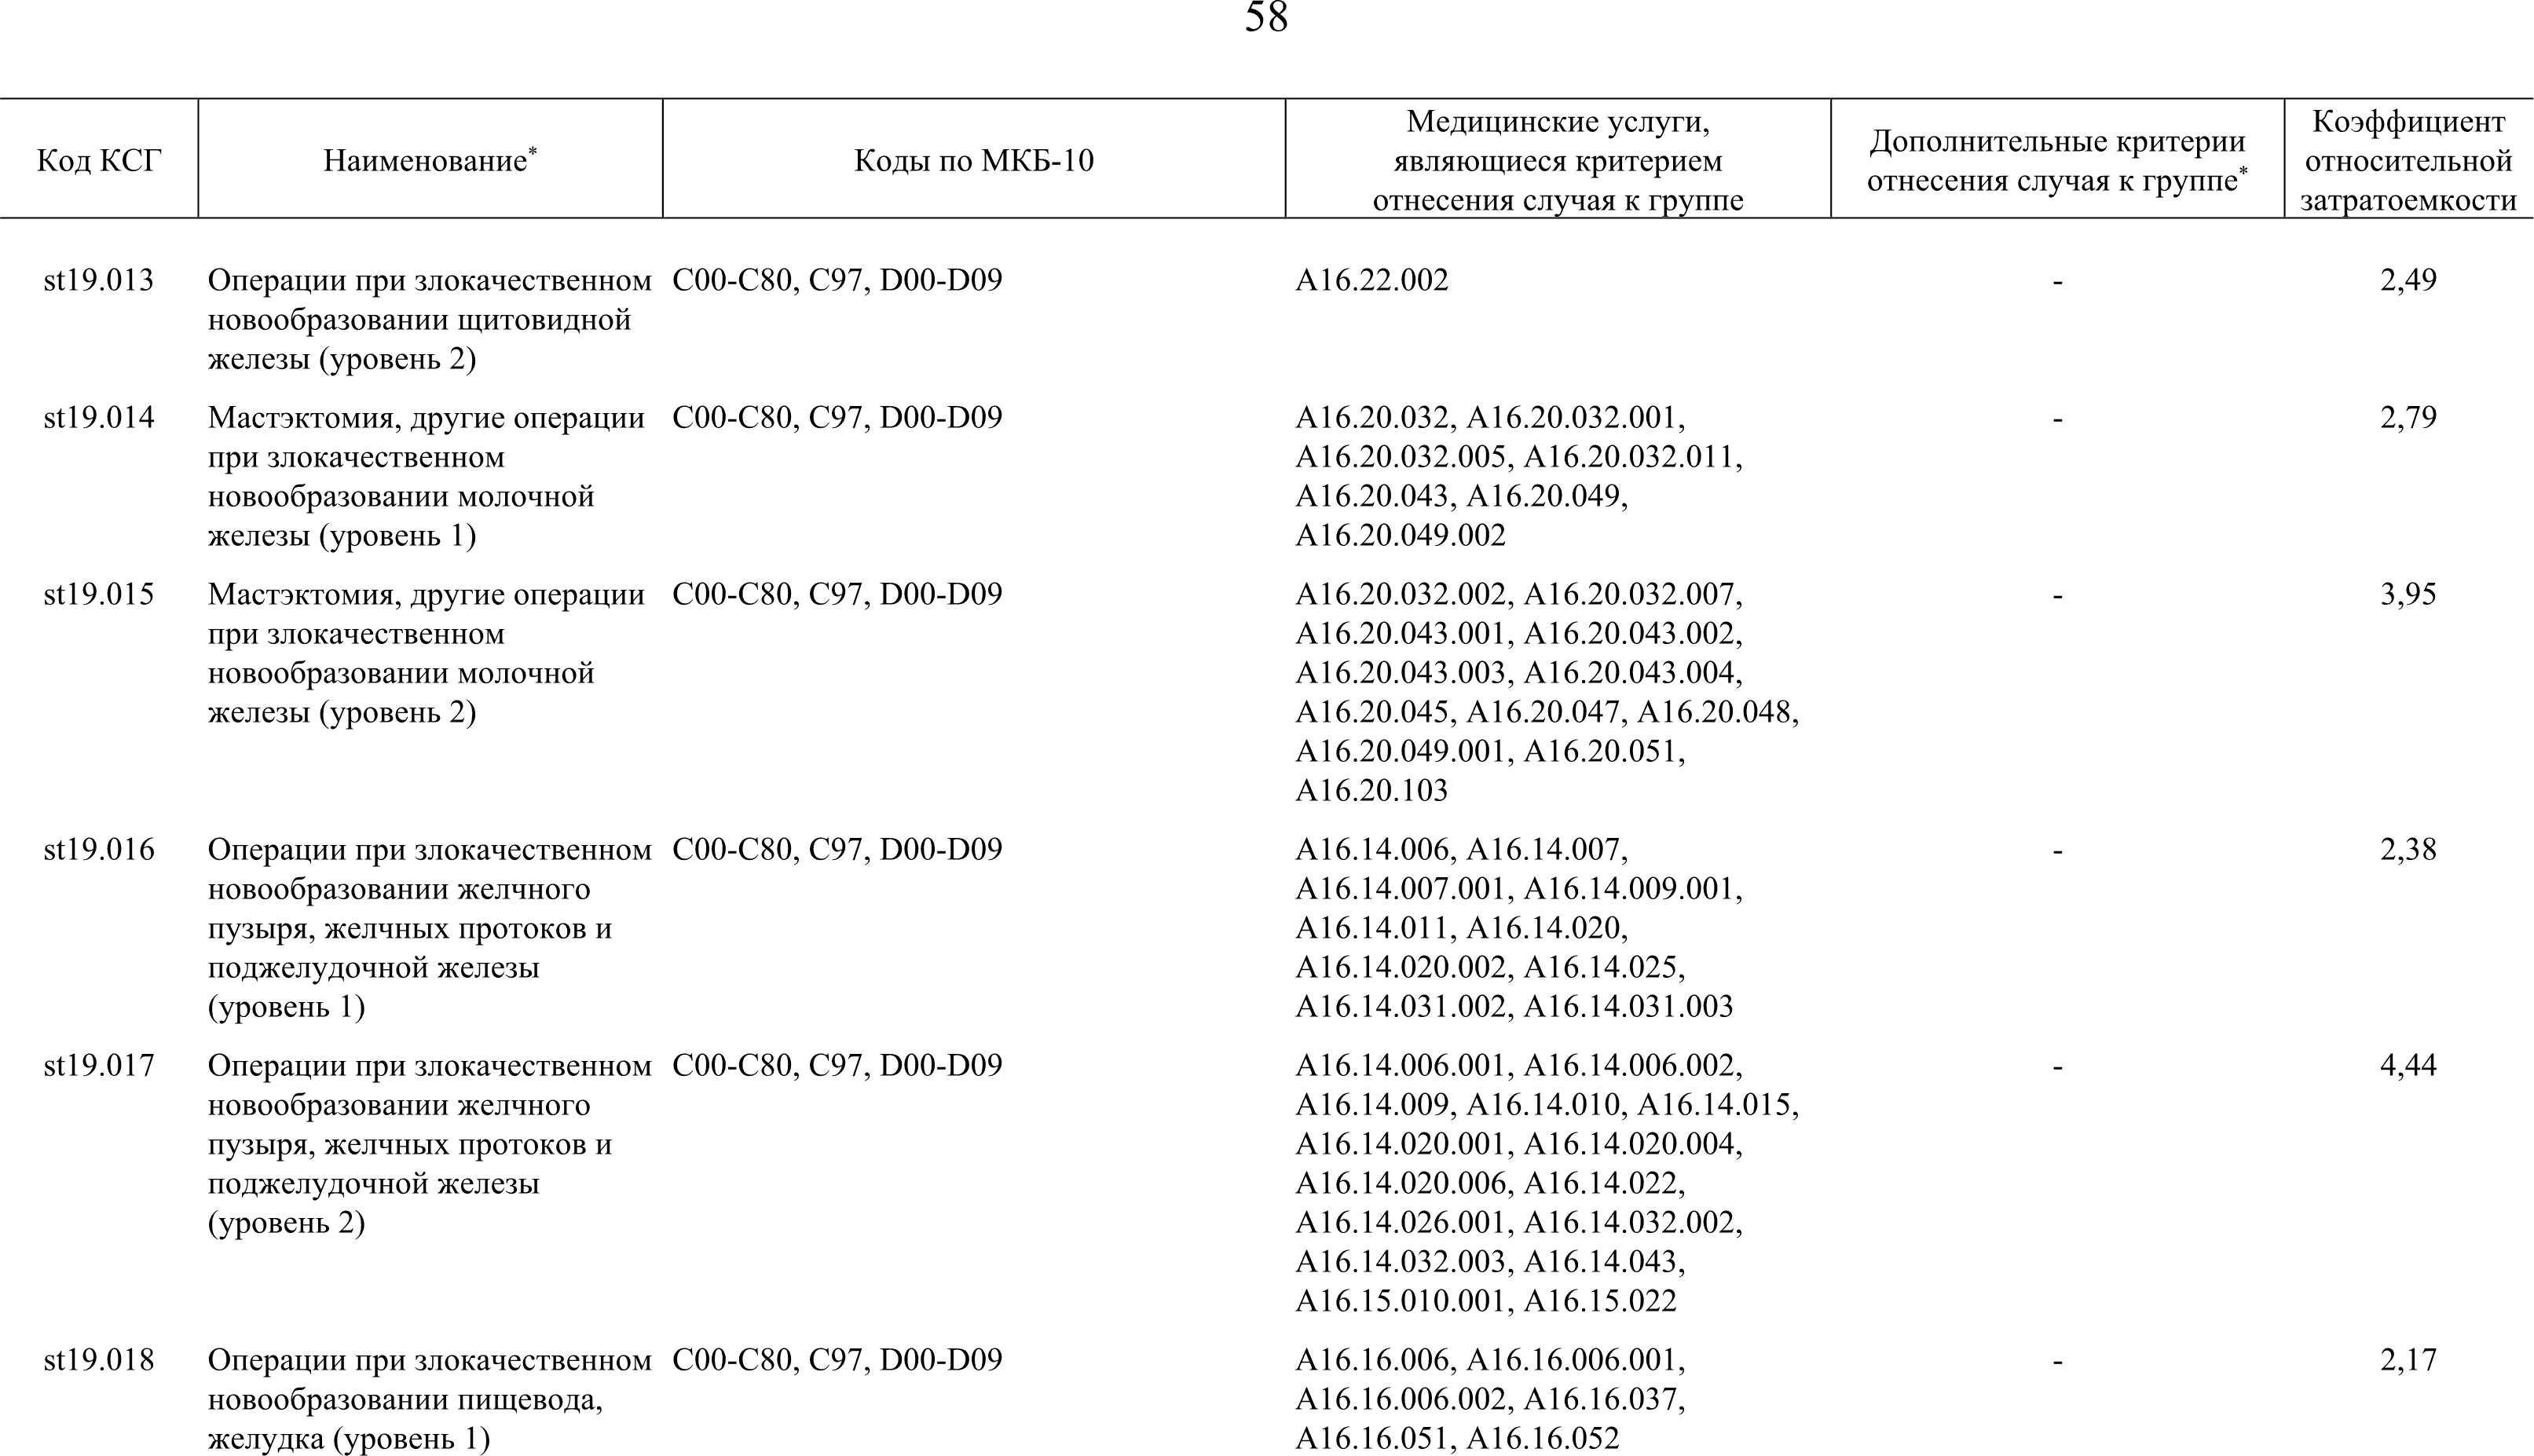 58
Код КСГ
Наименование*
Коды по МКБ-10
Медицинские услуги,
являющиеся критерием
отнесения случая к группе
Дополнительные критерии
отнесения случая к группе*
Коэффициент
относительной
затратоемкости
st19.013 Операции при злокачественном C00-C80, C97, D00-D09 A16.22.002 - 2,49
новообразовании щитовидной
железы (уровень 2)
st19.014 Мастэктомия, другие операции C00-C80, C97, D00-D09 A16.20.032, A16.20.032.001, - 2,79
при злокачественном A16.20.032.005, A16.20.032.011,
новообразовании молочной A16.20.043, A16.20.049,
железы (уровень 1) A16.20.049.002
st19.015 Мастэктомия, другие операции C00-C80, C97, D00-D09 A16.20.032.002, A16.20.032.007, - 3,95
при злокачественном A16.20.043.001, A16.20.043.002,
новообразовании молочной A16.20.043.003, A16.20.043.004,
железы (уровень 2) A16.20.045, A16.20.047, A16.20.048,
A16.20.049.001, A16.20.051,
A16.20.103
st19.016 Операции при злокачественном C00-C80, C97, D00-D09 A16.14.006, A16.14.007, - 2,38
новообразовании желчного A16.14.007.001, A16.14.009.001,
пузыря, желчных протоков и A16.14.011, A16.14.020,
поджелудочной железы A16.14.020.002, A16.14.025,
(уровень 1) A16.14.031.002, A16.14.031.003
st19.017 Операции при злокачественном C00-C80, C97, D00-D09 A16.14.006.001, A16.14.006.002, - 4,44
новообразовании желчного A16.14.009, A16.14.010, A16.14.015,
пузыря, желчных протоков и A16.14.020.001, A16.14.020.004,
поджелудочной железы A16.14.020.006, A16.14.022,
(уровень 2) A16.14.026.001, A16.14.032.002,
A16.14.032.003, A16.14.043,
A16.15.010.001, A16.15.022
st19.018 Операции при злокачественном C00-C80, C97, D00-D09 A16.16.006, A16.16.006.001, - 2,17
новообразовании пищевода, A16.16.006.002, A16.16.037,
желудка (уровень 1) A16.16.051, A16.16.052